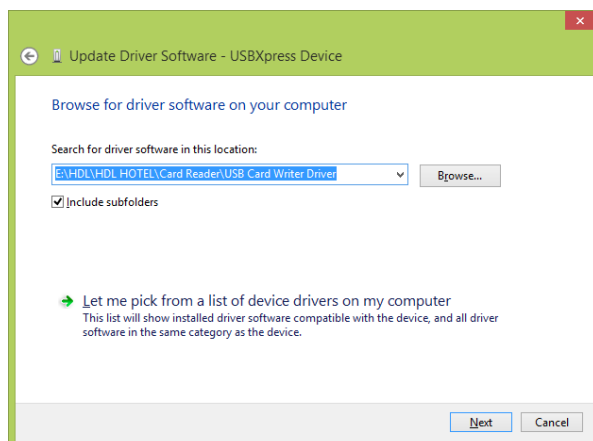 Update Driver Software - USBXpress Device
Browse for driver software on your computer
Search for driver software in this location:
E:\HDL\HDL HOTEL\Card Reader\USB Card Writer Driver
Browse...
Include subfolders
Let me pick from a list of device drivers on my computer
This list will show installed driver software compatible with the device, and all driver
software in the same category as the device.
Next
Cancel